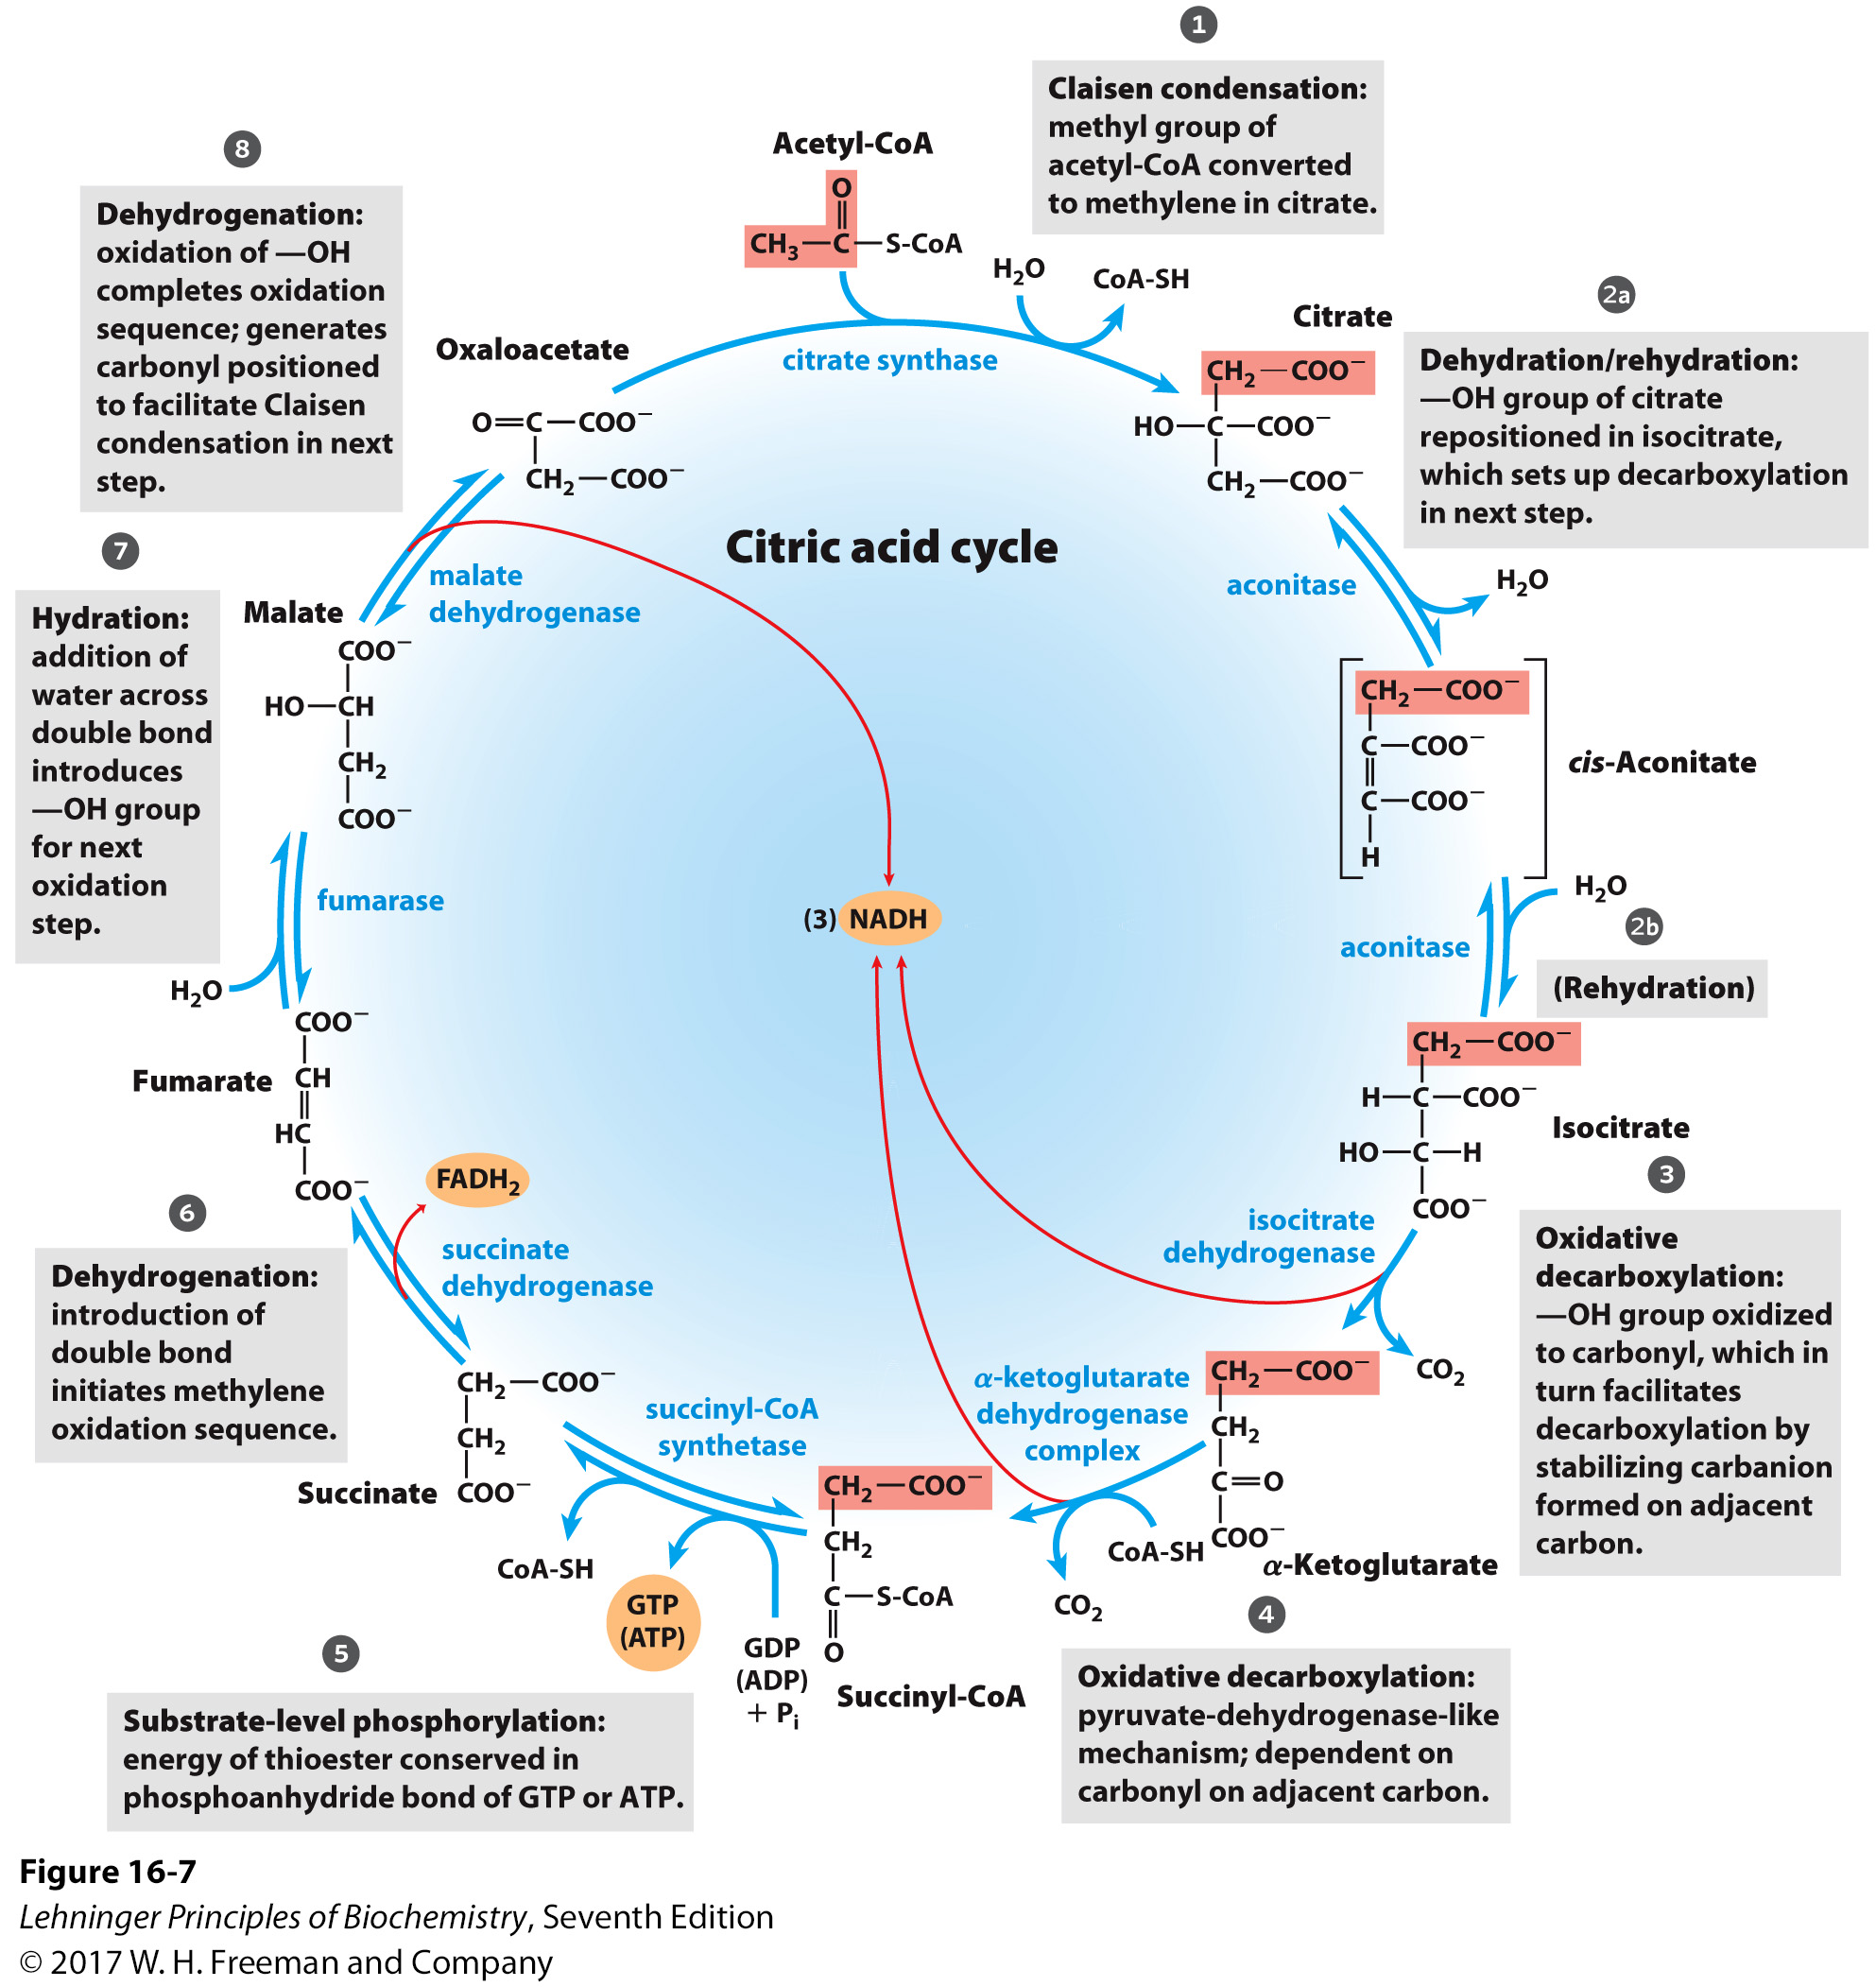 1
Claisen condensation:
methyl group of
acetyl-CoA converted
to methylene in citrate.
Acetyl-CoA
O
CH₃—C—S-CoA
H₂O
CoA-SH
citrate synthase
Citrate
CH₂—COO⁻
HO—C—COO⁻
CH₂—COO⁻
2a
Dehydration/rehydration:
—OH group of citrate
repositioned in isocitrate,
which sets up decarboxylation
in next step.
Citric acid cycle
aconitase
H₂O
CH₂—COO⁻
C—COO⁻
C—COO⁻
H
cis-Aconitate
aconitase
H₂O
2b
(Rehydration)
CH₂—COO⁻
H—C—COO⁻
HO—C—H
COO⁻
Isocitrate
3
Oxidative
decarboxylation:
—OH group oxidized
to carbonyl, which in
turn facilitates
decarboxylation by
stabilizing carbanion
formed on adjacent
carbon.
isocitrate
dehydrogenase
CO₂
CH₂—COO⁻
CH₂
C=O
COO⁻
α-Ketoglutarate
4
Oxidative decarboxylation:
pyruvate-dehydrogenase-like
mechanism; dependent on
carbonyl on adjacent carbon.
α-ketoglutarate
dehydrogenase
complex
CoA-SH
CO₂
CH₂—COO⁻
CH₂
C—S-CoA
O
Succinyl-CoA
succinyl-CoA
synthetase
GDP
(ADP)
+ Pᵢ
GTP
(ATP)
CoA-SH
5
Substrate-level phosphorylation:
energy of thioester conserved in
phosphoanhydride bond of GTP or ATP.
CH₂—COO⁻
CH₂
Succinate COO⁻
succinate
dehydrogenase
FADH₂
6
Dehydrogenation:
introduction of
double bond
initiates methylene
oxidation sequence.
COO⁻
Fumarate CH
HC
COO⁻
fumarase
H₂O
7
Hydration:
addition of
water across
double bond
introduces
—OH group
for next
oxidation
step.
Malate
COO⁻
HO—CH
CH₂
COO⁻
malate
dehydrogenase
8
Dehydrogenation:
oxidation of —OH
completes oxidation
sequence; generates
carbonyl positioned
to facilitate Claisen
condensation in next
step.
Oxaloacetate
O=C—COO⁻
CH₂—COO⁻
(3) NADH
Figure 16-7
Lehninger Principles of Biochemistry, Seventh Edition
© 2017 W. H. Freeman and Company